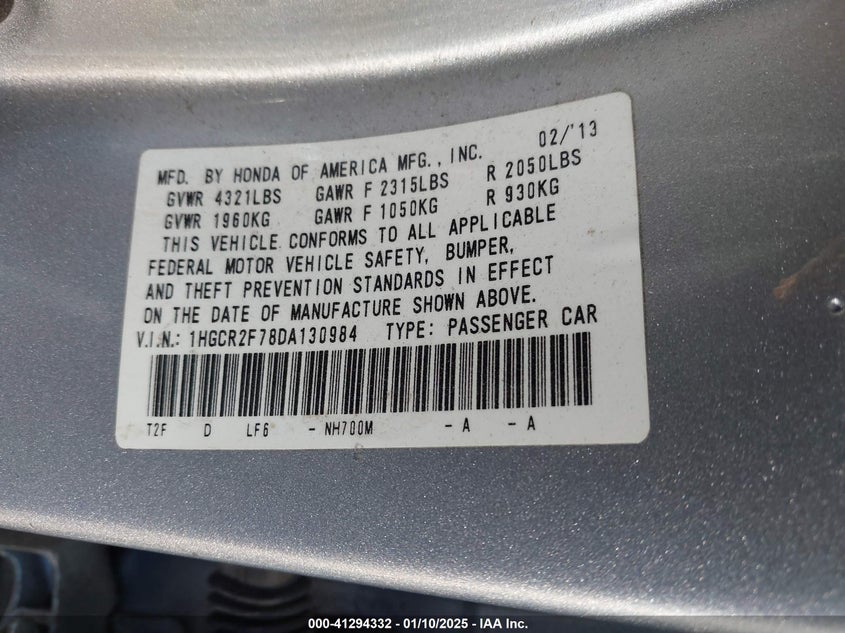 02/'13
MFD. BY HONDA OF AMERICA MFG., INC.
GVWR 4321LBS GAWR F 2315LBS R 2050LBS
GVWR 1960KG GAWR F 1050KG R 930KG
THIS VEHICLE CONFORMS TO ALL APPLICABLE
FEDERAL MOTOR VEHICLE SAFETY, BUMPER,
AND THEFT PREVENTION STANDARDS IN EFFECT
ON THE DATE OF MANUFACTURE SHOWN ABOVE.
V.I.N.: 1HGCR2F78DA130984 TYPE: PASSENGER CAR
T2F D LF6 - NH700M - A - A
000-41294332 - 01/10/2025 - IAA Inc.